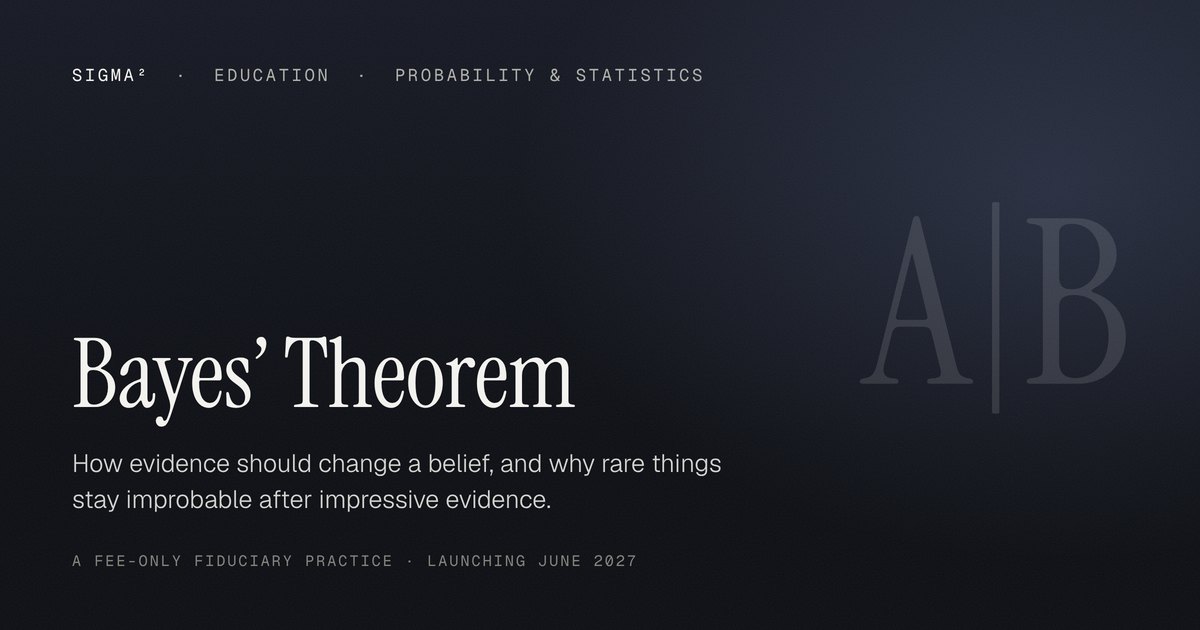 SIGMA² · EDUCATION · PROBABILITY & STATISTICS
A|B
Bayes’ Theorem
How evidence should change a belief, and why rare things
stay improbable after impressive evidence.
A FEE-ONLY FIDUCIARY PRACTICE · LAUNCHING JUNE 2027